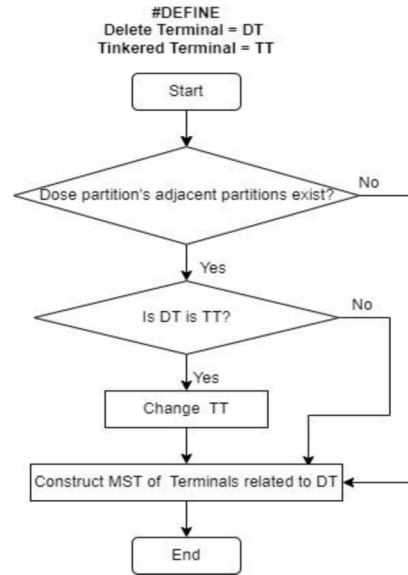 #DEFINE
Delete Terminal = DT
Tinkered Terminal = TT
Start
Dose partition's adjacent partitions exist?
No
Yes
Is DT is TT?
No
Yes
Change TT
Construct MST of Terminals related to DT
End